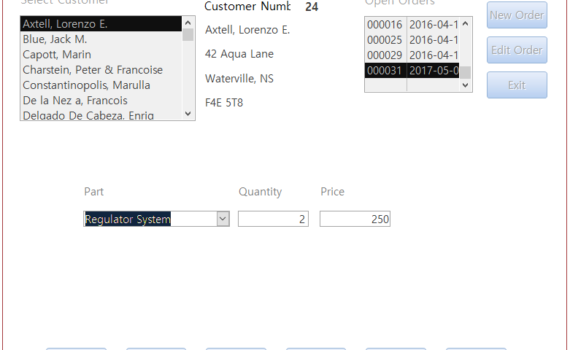 Select Customer
Customer Numb 24
Open Orders
New Order
Axtell, Lorenzo E.
Blue, Jack M.
Capott, Marin
Charstein, Peter & Francoise
Constantinopolis, Marulla
De la Nez a, Francois
Delgado De Cabeza, Enriq
Axtell, Lorenzo E.
42 Aqua Lane
Waterville, NS
F4E 5T8
000016 2016-04-1
000025 2016-04-1
000029 2016-04-1
000031 2017-05-0
Edit Order
Exit
Part Quantity Price
Regulator System 2 250